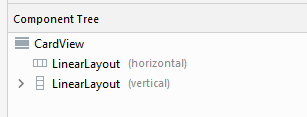 Component Tree
CardView
LinearLayout (horizontal)
LinearLayout (vertical)